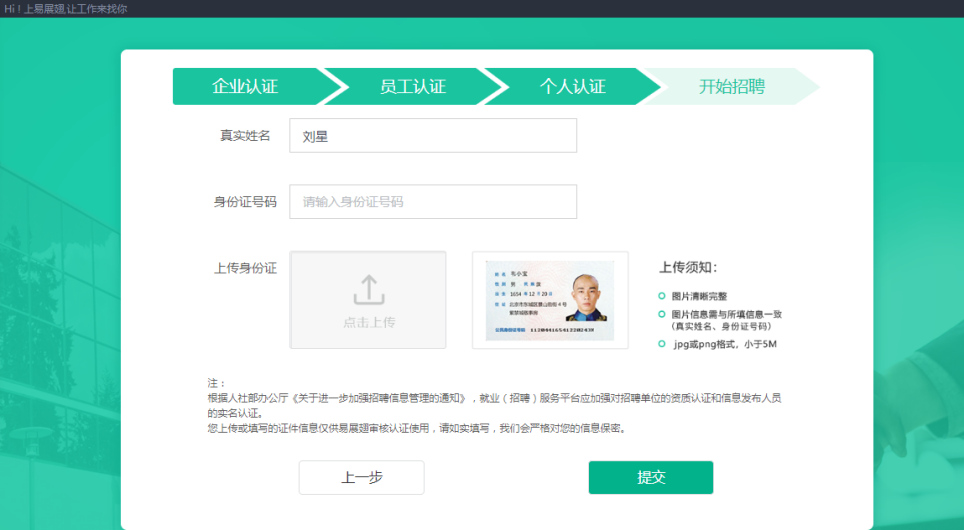 Hi！上易展翅,让工作来找你
企业认证
员工认证
个人认证
开始招聘
真实姓名
刘星
身份证号码
请输入身份证号码
上传身份证
点击上传
姓 名 韦小宝
性 别 男 民 族 汉
出 生 1654 年 12 月 20 日
住 址 北京市东城区景山前街 4 号
紫禁城敬事房
公民身份证号码 112044165412202439
上传须知：
图片清晰完整
图片信息需与所填信息一致
（真实姓名、身份证号码）
jpg或png格式，小于5M
注：
根据人社部办公厅《关于进一步加强招聘信息管理的通知》，就业（招聘）服务平台应加强对招聘单位的资质认证和信息发布人员
的实名认证。
您上传或填写的证件信息仅供易展翅审核认证使用，请如实填写，我们会严格对您的信息保密。
上一步
提交